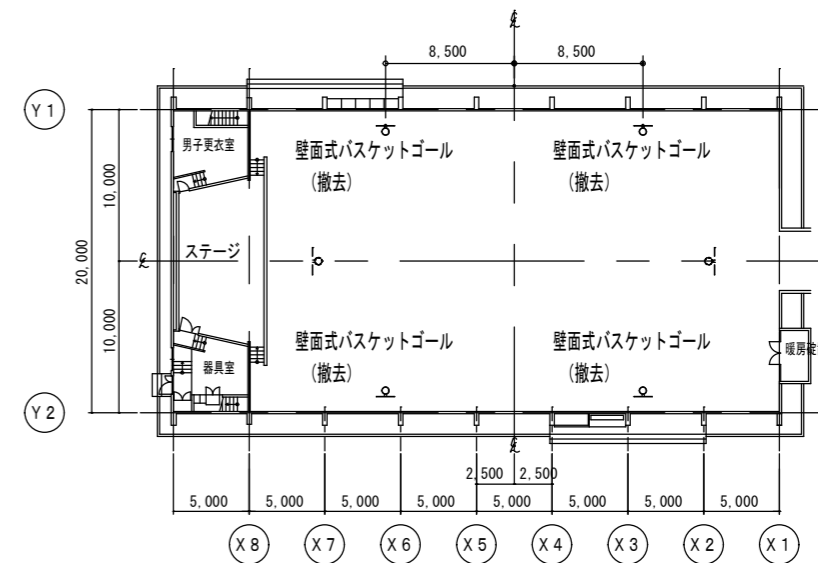 ℄
8,500 8,500
Y1
男子更衣室
壁面式バスケットゴール
(撤去)
壁面式バスケットゴール
(撤去)
10,000
20,000
℄
ステージ
10,000
壁面式バスケットゴール
(撤去)
壁面式バスケットゴール
(撤去)
器具室
Y2
℄
2,500 2,500
5,000 5,000 5,000 5,000 5,000 5,000 5,000 5,000
X8 X7 X6 X5 X4 X3 X2 X1